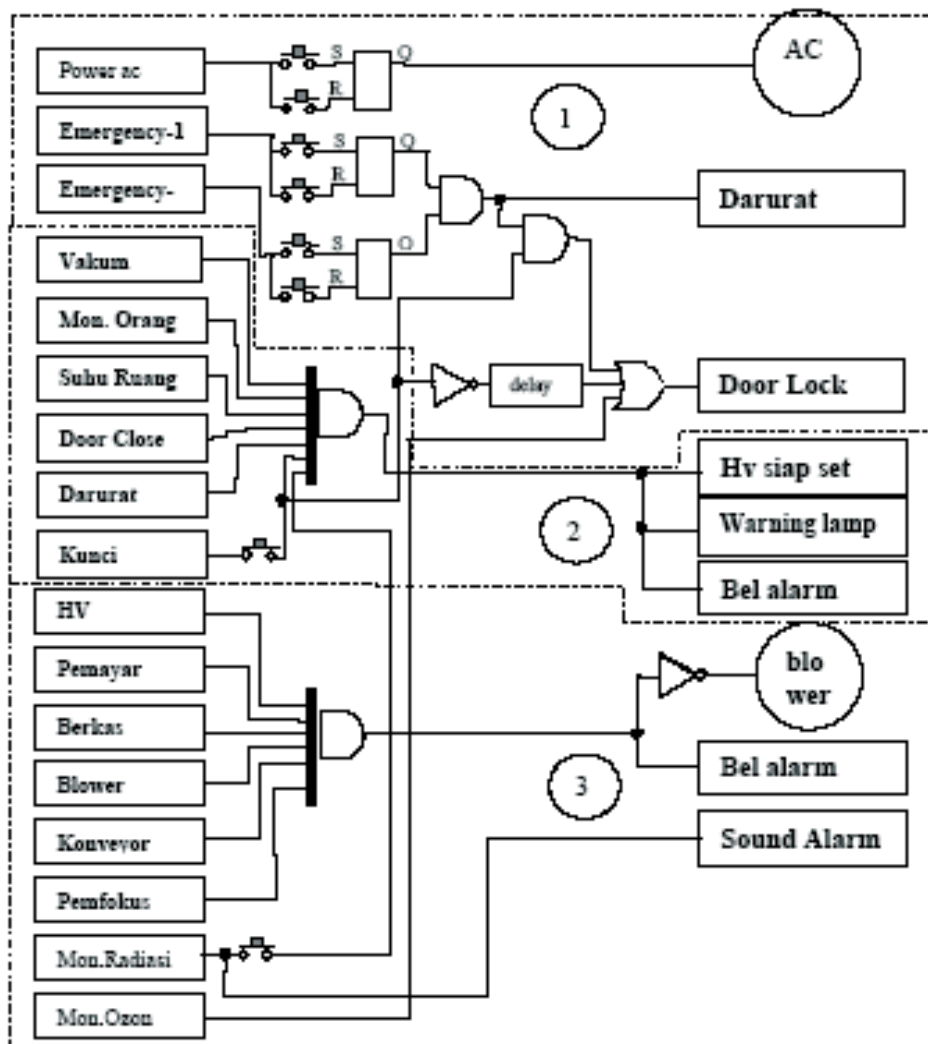 Power ac
S
Q
R
AC
1
Emergency-1
S
Q
R
Emergency-
S
Q
R
Darurat
Vakum
Mon. Orang
Suhu Ruang
Door Close
Darurat
Kunci
delay
Door Lock
Hv siap set
Warning lamp
Bel alarm
2
HV
Pemayar
Berkas
Blower
Konveyor
Pemfokus
Mon.Radiasi
Mon.Ozon
blo
wer
Bel alarm
3
Sound Alarm